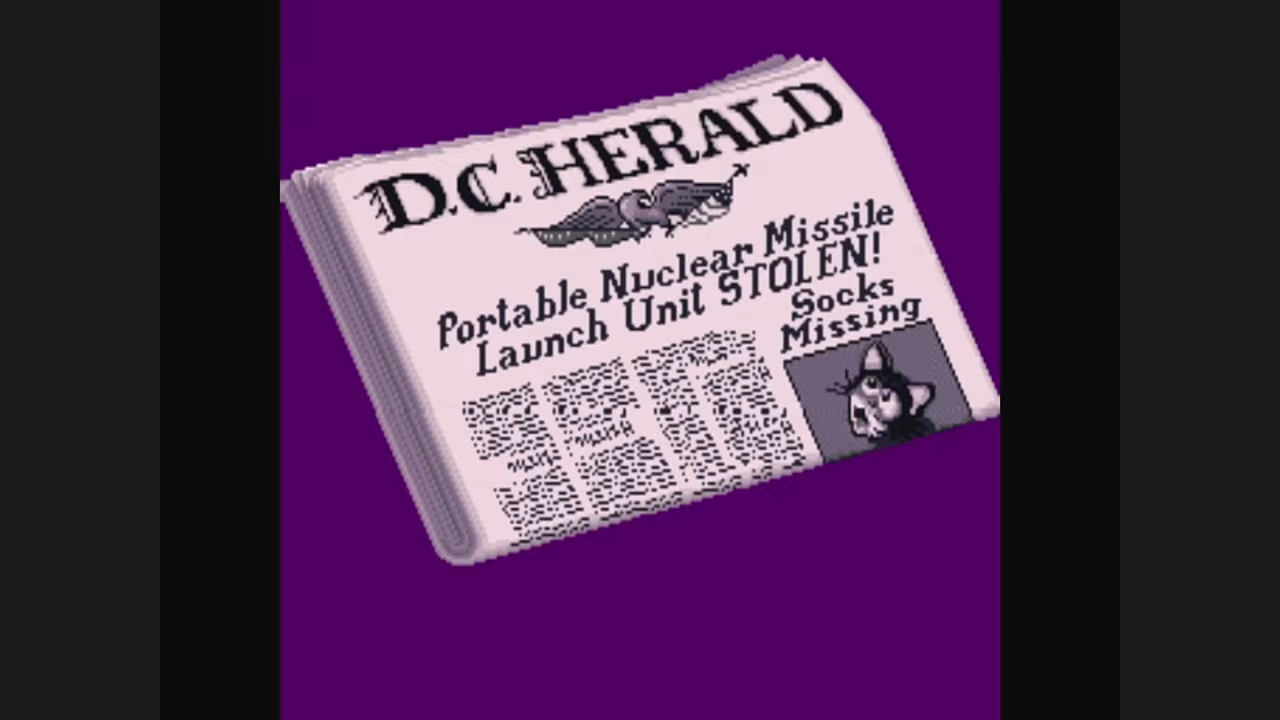 D.C. HERALD
Portable Nuclear Missile
Launch Unit STOLEN!
Socks
Missing